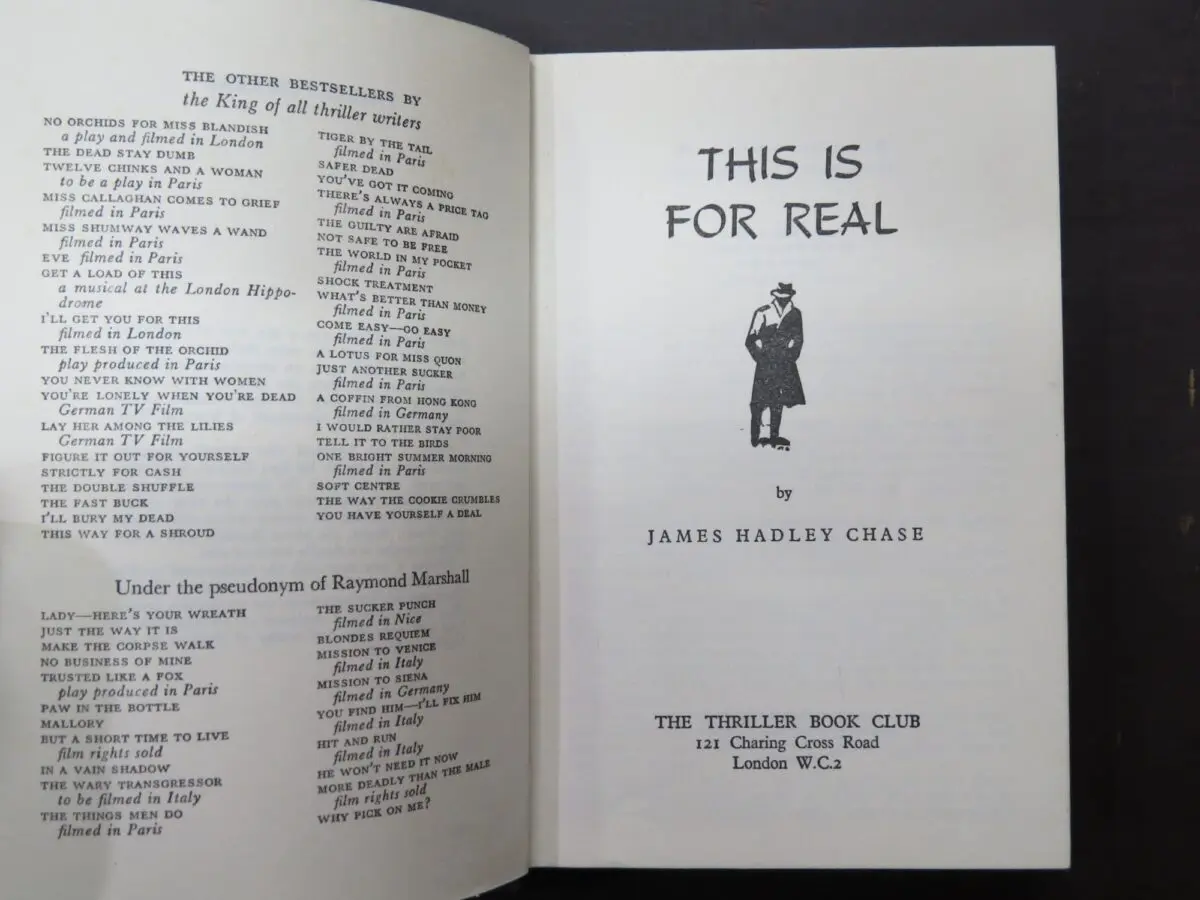 THE OTHER BESTSELLERS BY
the King of all thriller writers
NO ORCHIDS FOR MISS BLANDISH
a play and filmed in London
THE DEAD STAY DUMB
TWELVE CHINKS AND A WOMAN
to be a play in Paris
MISS CALLAGHAN COMES TO GRIEF
filmed in Paris
MISS SHUMWAY WAVES A WAND
filmed in Paris
EVE filmed in Paris
GET A LOAD OF THIS
a musical at the London Hippo-
drome
I'LL GET YOU FOR THIS
filmed in London
THE FLESH OF THE ORCHID
play produced in Paris
YOU NEVER KNOW WITH WOMEN
YOU'RE LONELY WHEN YOU'RE DEAD
German TV Film
LAY HER AMONG THE LILIES
German TV Film
FIGURE IT OUT FOR YOURSELF
STRICTLY FOR CASH
THE DOUBLE SHUFFLE
THE FAST BUCK
I'LL BURY MY DEAD
THIS WAY FOR A SHROUD
TIGER BY THE TAIL
filmed in Paris
SAFER DEAD
YOU'VE GOT IT COMING
THERE'S ALWAYS A PRICE TAG
filmed in Paris
THE GUILTY ARE AFRAID
NOT SAFE TO BE FREE
THE WORLD IN MY POCKET
filmed in Paris
SHOCK TREATMENT
WHAT'S BETTER THAN MONEY
filmed in Paris
COME EASY—GO EASY
filmed in Paris
A LOTUS FOR MISS QUON
JUST ANOTHER SUCKER
filmed in Paris
A COFFIN FROM HONG KONG
filmed in Germany
I WOULD RATHER STAY POOR
TELL IT TO THE BIRDS
ONE BRIGHT SUMMER MORNING
filmed in Paris
SOFT CENTRE
THE WAY THE COOKIE CRUMBLES
YOU HAVE YOURSELF A DEAL
Under the pseudonym of Raymond Marshall
LADY—HERE'S YOUR WREATH
JUST THE WAY IT IS
MAKE THE CORPSE WALK
NO BUSINESS OF MINE
TRUSTED LIKE A FOX
play produced in Paris
PAW IN THE BOTTLE
MALLORY
BUT A SHORT TIME TO LIVE
film rights sold
IN A VAIN SHADOW
THE WARY TRANSGRESSOR
to be filmed in Italy
THE THINGS MEN DO
filmed in Paris
THE SUCKER PUNCH
filmed in Nice
BLONDES REQUIEM
MISSION TO VENICE
filmed in Italy
MISSION TO SIENA
filmed in Germany
YOU FIND HIM—I'LL FIX HIM
filmed in Italy
HIT AND RUN
filmed in Italy
HE WON'T NEED IT NOW
MORE DEADLY THAN THE MALE
film rights sold
WHY PICK ON ME?
THIS IS
FOR REAL
by
JAMES HADLEY CHASE
THE THRILLER BOOK CLUB
121 Charing Cross Road
London W.C.2